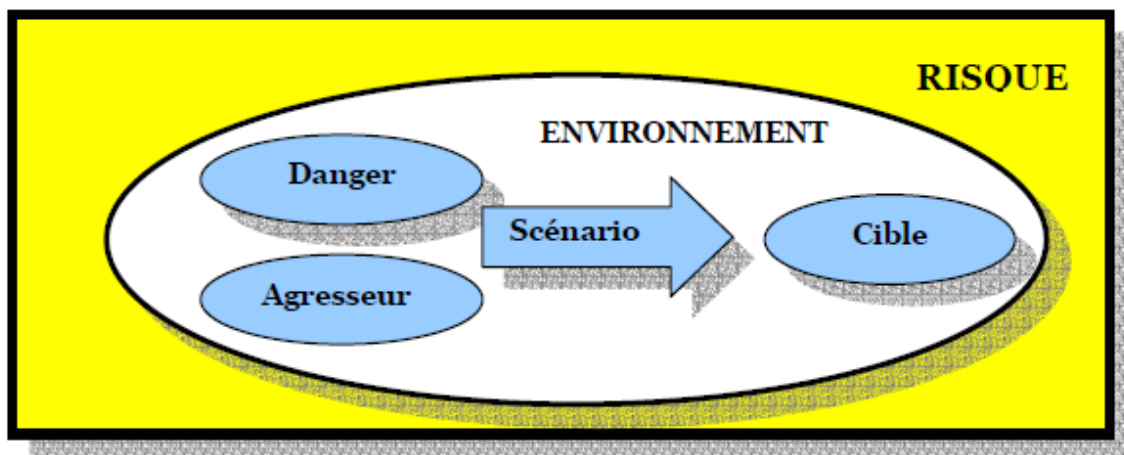 RISQUE
ENVIRONNEMENT
Danger
Scénario
Cible
Agresseur